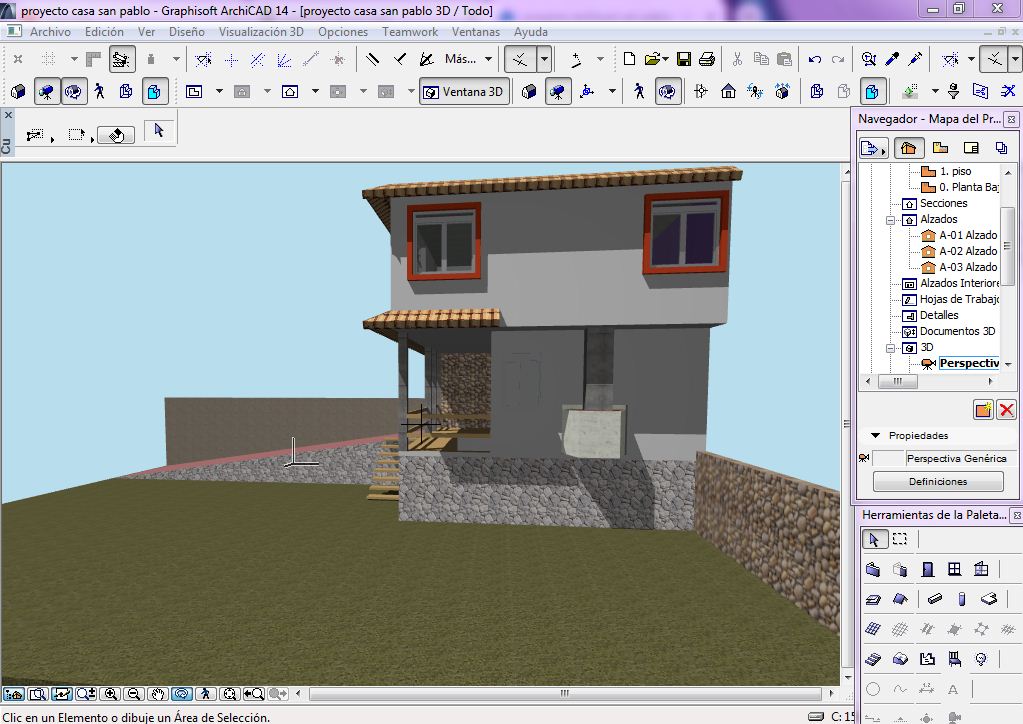 proyecto casa san pablo - Graphisoft ArchiCAD 14 - [proyecto casa san pablo 3D / Todo]
Archivo Edición Ver Diseño Visualización 3D Opciones Teamwork Ventanas Ayuda
Más...
Ventana 3D
Cu
Navegador - Mapa del Pr...
1. piso
0. Planta Baj
Secciones
Alzados
A-01 Alzado
A-02 Alzado
A-03 Alzado
Alzados Interiore
Hojas de Trabajo
Detalles
Documentos 3D
3D
Perspectiv
Propiedades
Perspectiva Genérica
Definiciones
Herramientas de la Paleta...
A
Clic en un Elemento o dibuje un Área de Selección.
C: 15